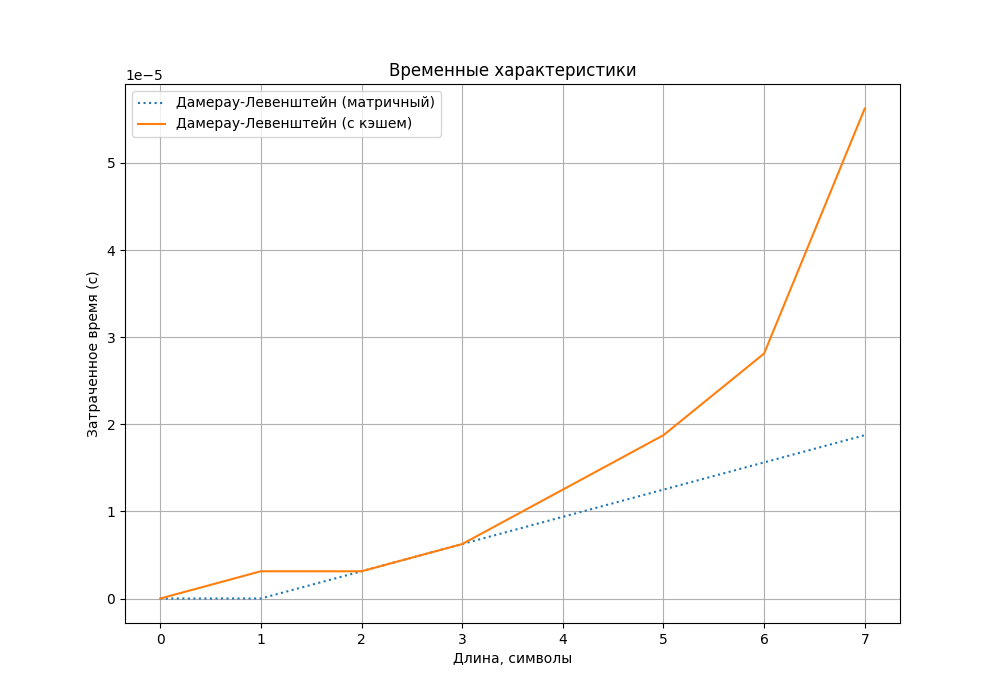 Временные характеристики
1e−5
Дамерау-Левенштейн (матричный)
Дамерау-Левенштейн (с кэшем)
Затраченное время (с)
5
4
3
2
1
0
0 1 2 3 4 5 6 7
Длина, символы